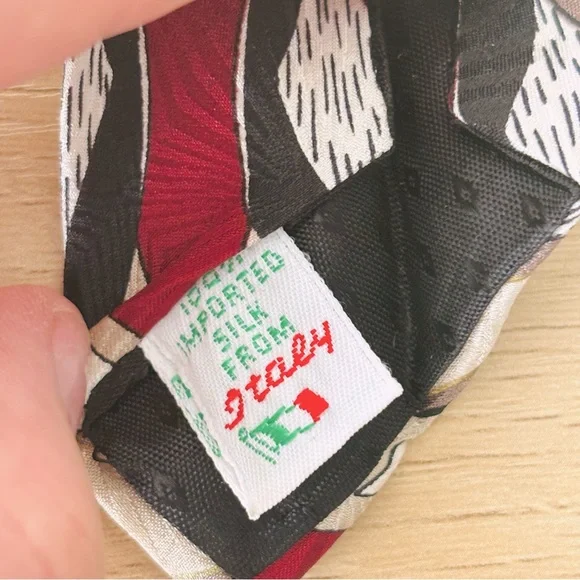 100%
IMPORTED
SILK
FROM
Italy